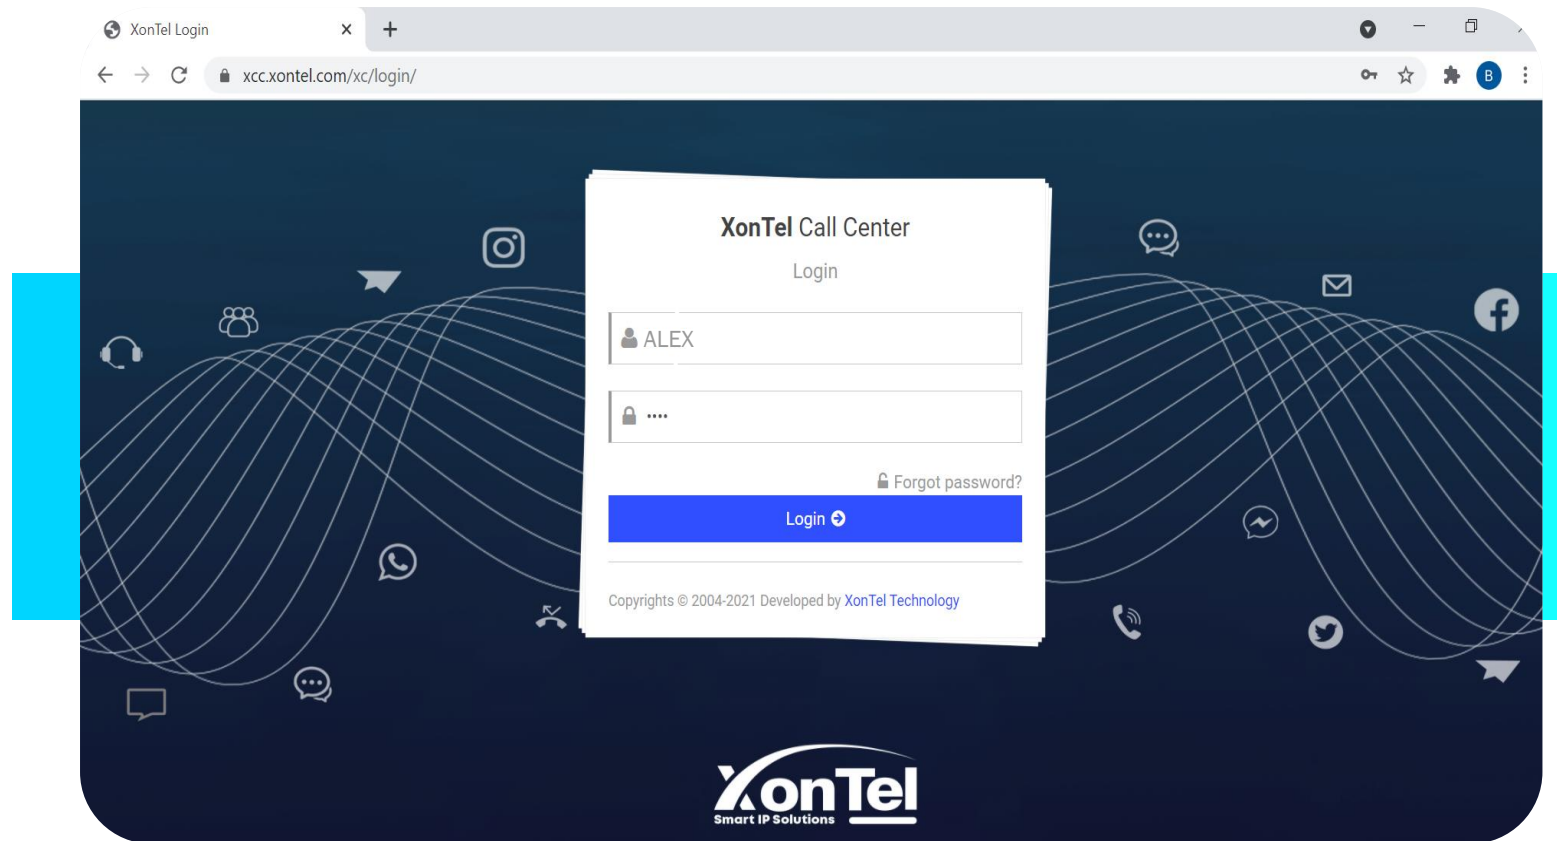 XonTel Login
xcc.xontel.com/xc/login/
B
XonTel Call Center
Login
ALEX
••••
Forgot password?
Login
Copyrights © 2004-2021 Developed by XonTel Technology
XonTel
Smart IP Solutions